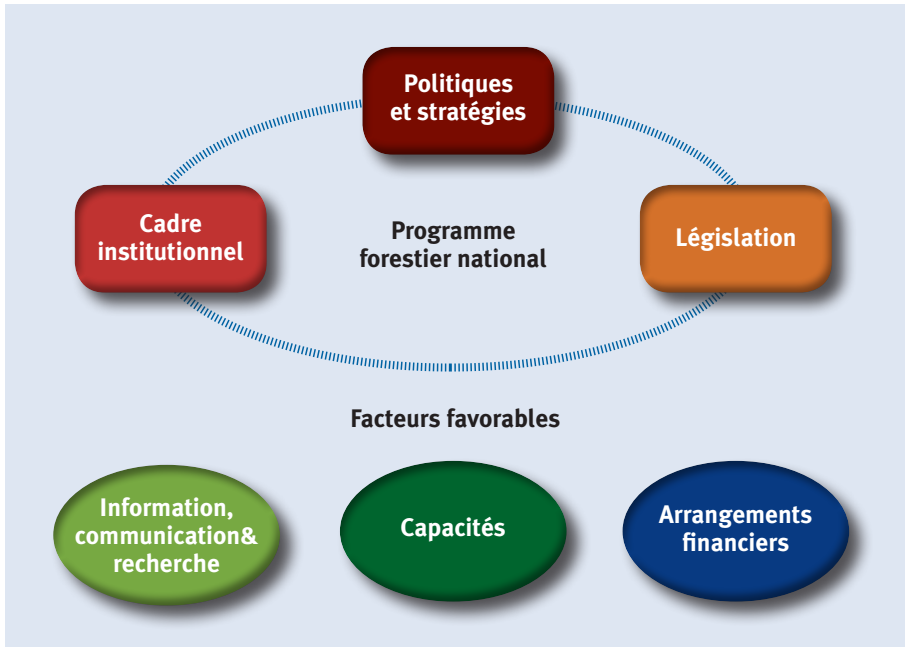 Politiques
et stratégies
Cadre
institutionnel
Programme
forestier national
Législation
Facteurs favorables
Information,
communication&
recherche
Capacités
Arrangements
financiers